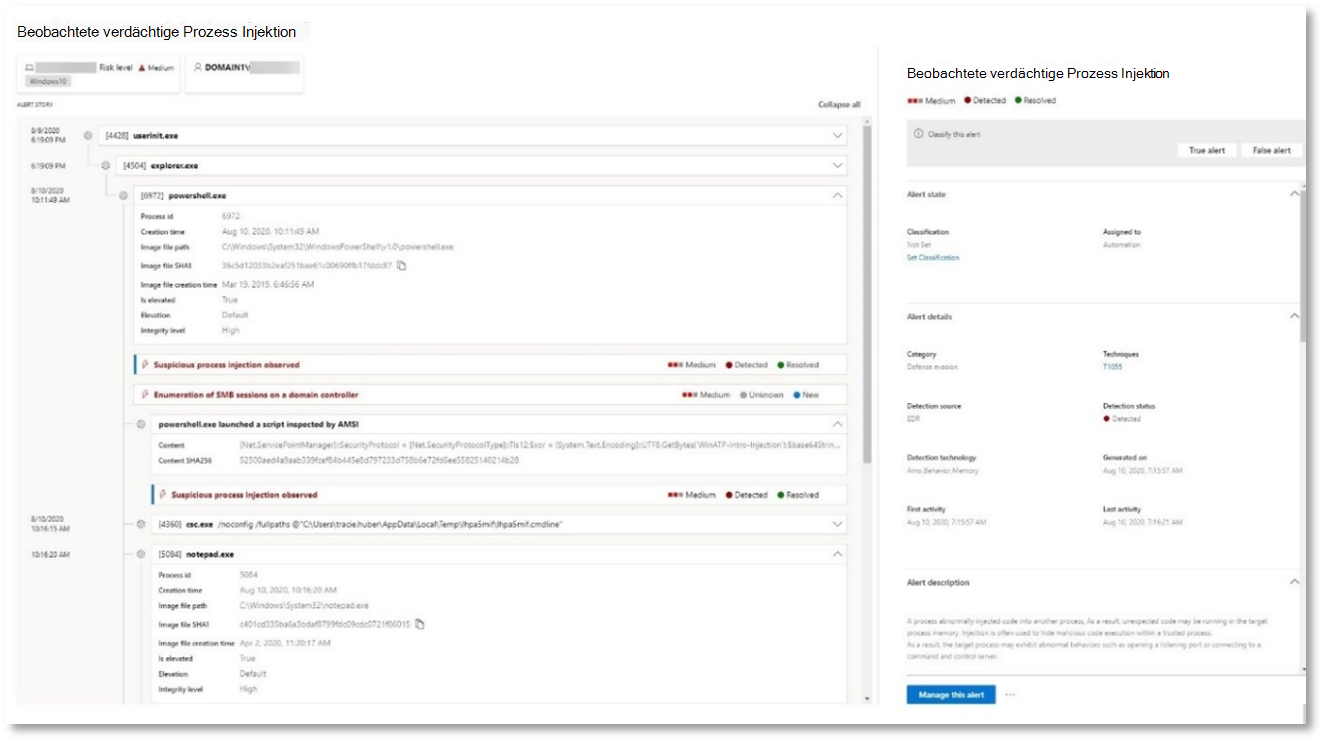 Beobachtete verdächtige Prozess Injektion
Risk level Medium
Windows10
DOMAIN1\
ALERT STORY
Collapse all
8/9/2020
6:19:09 PM
[4428] userinit.exe
6:19:09 PM
[4504] explorer.exe
8/10/2020
10:11:49 AM
[6972] powershell.exe
Process id 6972
Creation time Aug 10, 2020, 10:11:49 AM
Image file path C:\Windows\System32\WindowsPowerShell\v1.0\powershell.exe
Image file SHA1 36c5d12033b2eaf251bae61c00690ffb17fddc87
Image file creation time Mar 19, 2019, 6:46:56 AM
Is elevated True
Elevation Default
Integrity level High
Suspicious process injection observed Medium Detected Resolved
Enumeration of SMB sessions on a domain controller Medium Unknown New
powershell.exe launched a script inspected by AMSI
Content [Net.ServicePointManager]::SecurityProtocol = [Net.SecurityProtocolType]::Tls12;$xor = [System.Text.Encoding]::UTF8.GetBytes('WinATP-Intro-Injection');$base64Strin...
Content SHA256 52500aed4a9aab339fcef84b445e8d797233d758b6e72fd6ee55825140214b28
Suspicious process injection observed Medium Detected Resolved
8/10/2020
10:16:15 AM
[4360] csc.exe /noconfig /fullpaths @"C:\Users\tracie.huber\AppData\Local\Temp\lhpa5mif\lhpa5mif.cmdline"
10:16:20 AM
[5084] notepad.exe
Process id 5084
Creation time Aug 10, 2020, 10:16:20 AM
Image file path C:\Windows\System32\notepad.exe
Image file SHA1
Image file creation time Apr 2, 2020, 11:20:17 AM
Is elevated True
Elevation Default
Integrity level High
Beobachtete verdächtige Prozess Injektion
Medium Detected Resolved
Classify this alert
True alert False alert
Alert state
Classification Assigned to
Not Set Automation
Set Classification
Alert details
Category Techniques
Defense evasion T1055
Detection source Detection status
EDR Detected
Detection technology Generated on
Amsi,Behavior,Memory Aug 10, 2020, 7:15:57 AM
First activity Last activity
Aug 10, 2020, 7:15:57 AM Aug 10, 2020, 7:16:21 AM
Alert description
A process abnormally injected code into another process, As a result, unexpected code may be running in the target
process memory. Injection is often used to hide malicious code execution within a trusted process.
As a result, the target process may exhibit abnormal behaviors such as opening a listening port or connecting to a
command and control server.
Manage this alert ...